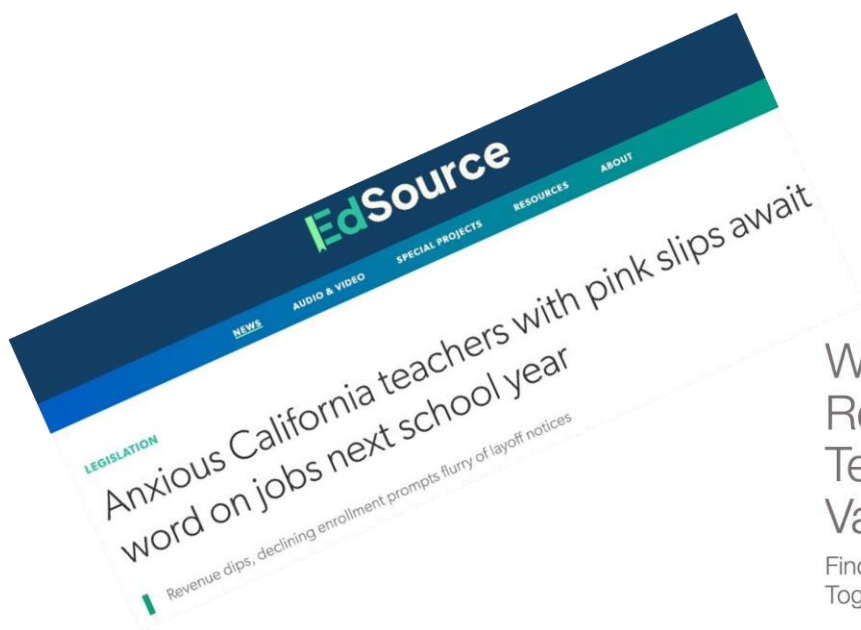 EdSource
NEWS AUDIO & VIDEO SPECIAL PROJECTS RESOURCES ABOUT
LEGISLATION
Anxious California teachers with pink slips await
word on jobs next school year
Revenue dips, declining enrollment prompts flurry of layoff notices